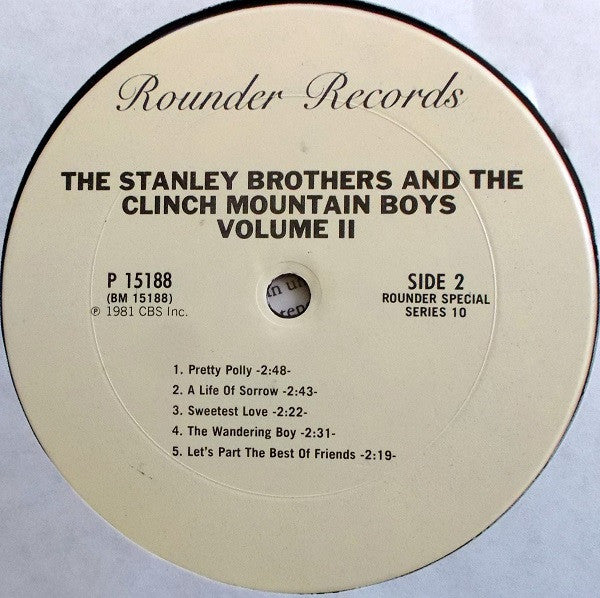 Rounder Records
THE STANLEY BROTHERS AND THE
CLINCH MOUNTAIN BOYS
VOLUME II
P 15188
(BM 15188)
℗ 1981 CBS Inc.
SIDE 2
ROUNDER SPECIAL
SERIES 10
1. Pretty Polly -2:48-
2. A Life Of Sorrow -2:43-
3. Sweetest Love -2:22-
4. The Wandering Boy -2:31-
5. Let's Part The Best Of Friends -2:19-